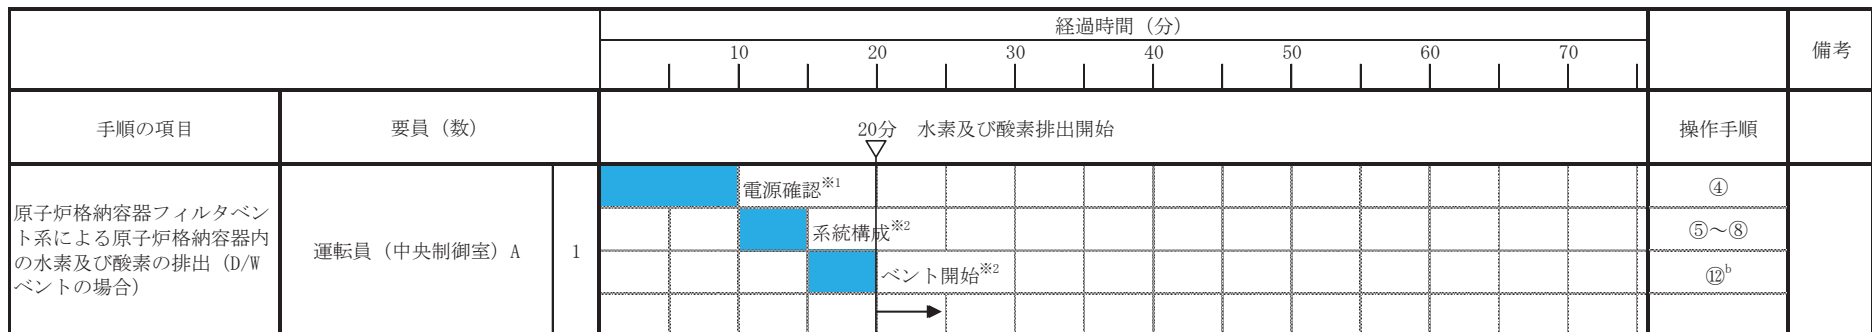 経過時間（分）
備考
10 20 30 40 50 60 70
手順の項目
要員（数）
20分 水素及び酸素排出開始
操作手順
原子炉格納容器フィルタベン
ト系による原子炉格納容器内
の水素及び酸素の排出（D/W
ベントの場合）
運転員（中央制御室）A
1
電源確認※1
④
系統構成※2
⑤～⑧
ベント開始※2
⑫b